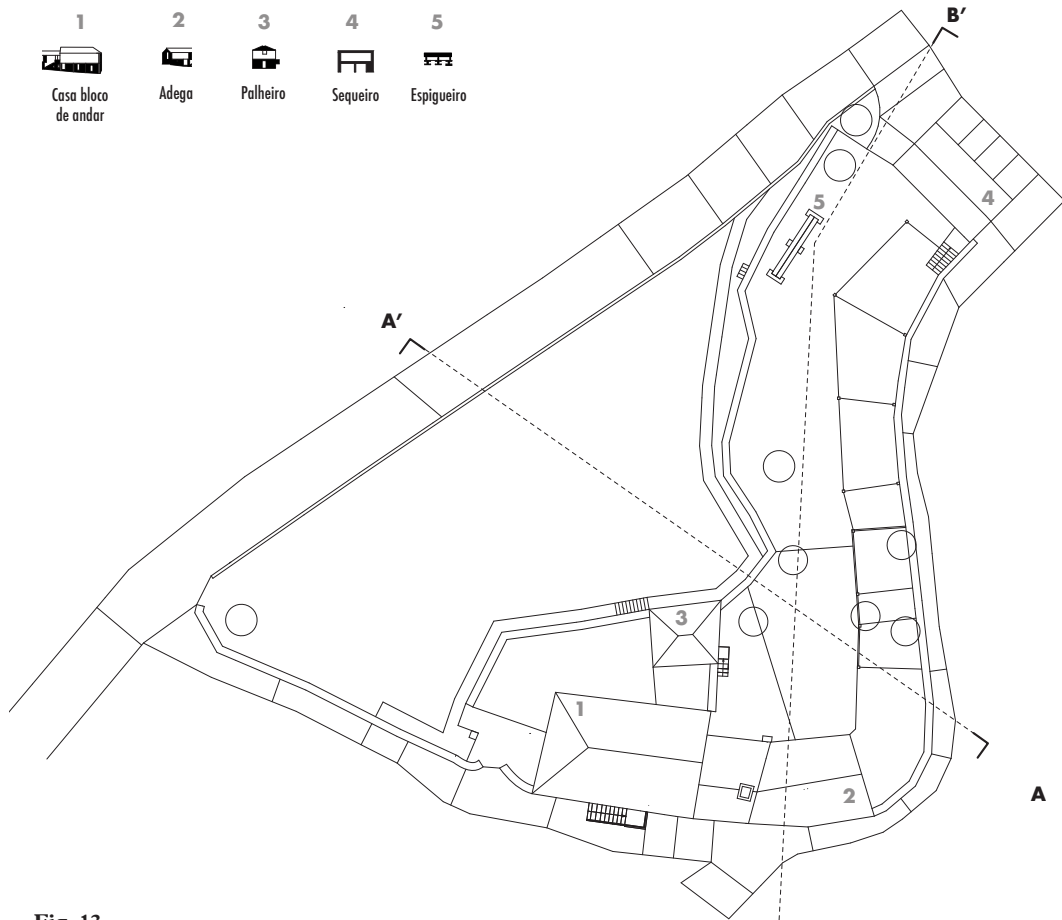 1 2 3 4 5
Casa bloco
de andar
Adega
Palheiro
Sequeiro
Espigueiro
B′
4
5
A′
3
1
2
A
Fig. 13